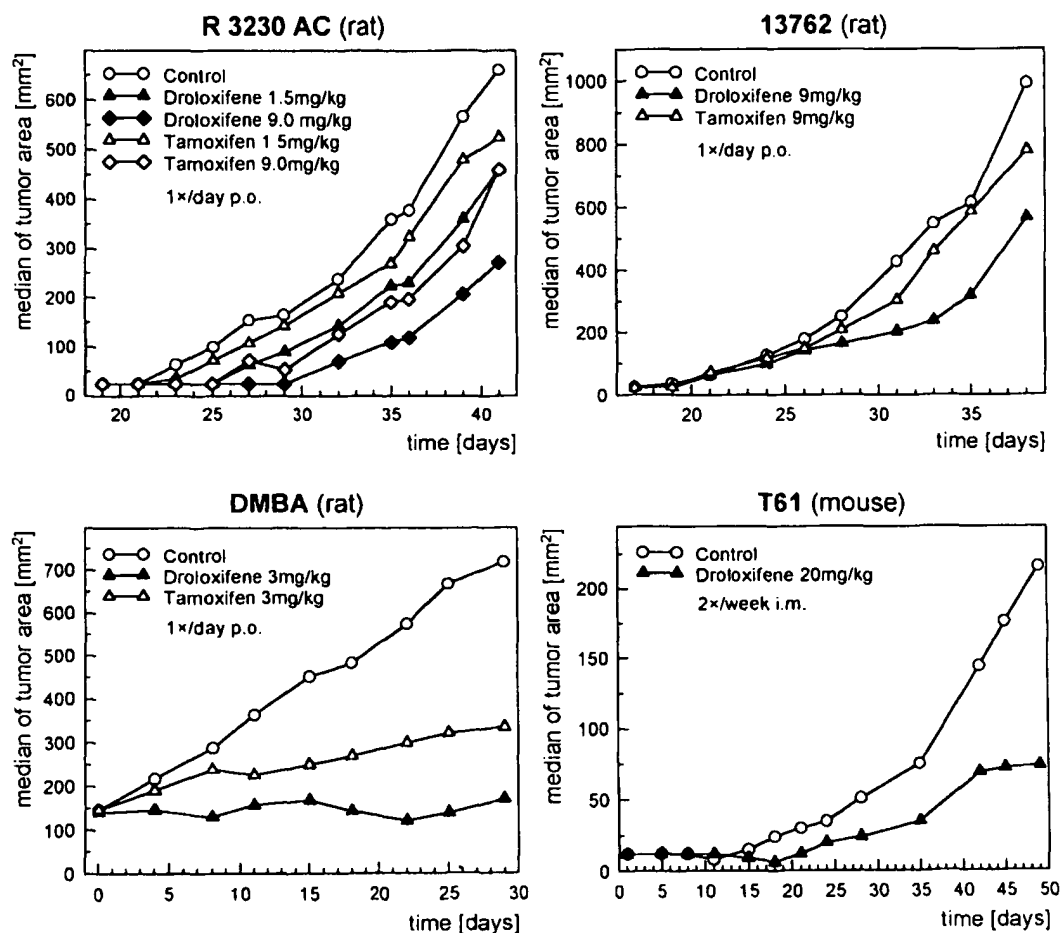 R 3230 AC (rat)
median of tumor area [mm²]
600
500
400
300
200
100
0
Control
Droloxifene 1.5mg/kg
Droloxifene 9.0 mg/kg
Tamoxifen 1 5mg/kg
Tamoxifen 9.0mg/kg
1×/day p.o.
20 25 30 35 40
time [days]
13762 (rat)
median of tumor area [mm²]
1000
800
600
400
200
0
Control
Droloxifene 9mg/kg
Tamoxifen 9mg/kg
1×/day p.o.
20 25 30 35
time [days]
DMBA (rat)
median of tumor area [mm²]
700
600
500
400
300
200
100
0
Control
Droloxifene 3mg/kg
Tamoxifen 3mg/kg
1×/day p.o.
0 5 10 15 20 25 30
time [days]
T61 (mouse)
median of tumor area [mm²]
200
150
100
50
0
Control
Droloxifene 20mg/kg
2×/week i.m.
0 5 10 15 20 25 30 35 40 45 50
time [days]